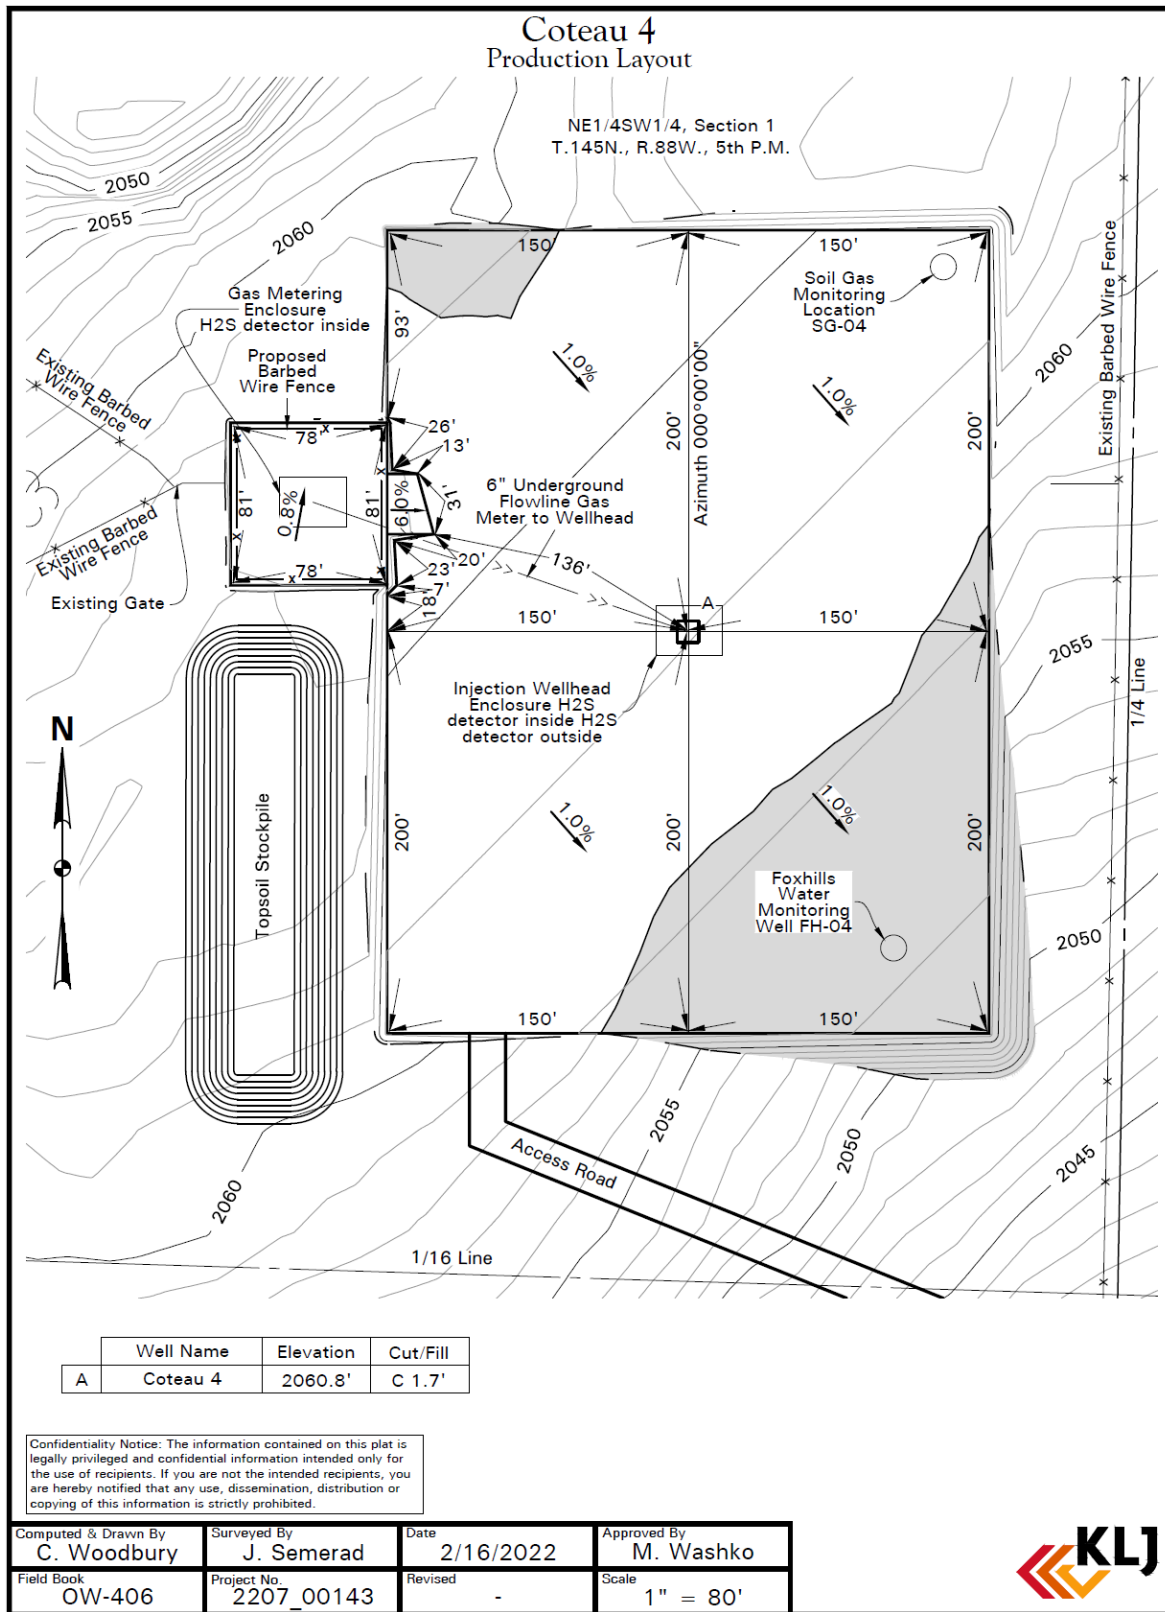 Coteau 4
Production Layout
NE1/4SW1/4, Section 1
T.145N., R.88W., 5th P.M.
2050
2055
2060
150'
150'
Soil Gas
Monitoring
Location
SG-04
Existing Barbed Wire Fence
Gas Metering
Enclosure
H2S detector inside
Proposed
Barbed
Wire Fence
93'
Existing Barbed
Wire Fence
1.0%
1.0%
2060
200'
Azimuth 000°00'00"
200'
26'
13'
78'
6" Underground
Flowline Gas
Meter to Wellhead
81'
0.8%
81'
6.0%
31'
Existing Barbed
Wire Fence
20'
136'
23'
78'
7'
18'
Existing Gate
A
150'
150'
2055
1/4 Line
Injection Wellhead
Enclosure H2S
detector inside H2S
detector outside
N
Topsoil Stockpile
1.0%
1.0%
200'
200'
200'
Foxhills
Water
Monitoring
Well FH-04
2050
150'
150'
2055
2050
2045
Access Road
2060
1/16 Line
Well Name Elevation Cut/Fill
A Coteau 4 2060.8' C 1.7'
Confidentiality Notice: The information contained on this plat is
legally privileged and confidential information intended only for
the use of recipients. If you are not the intended recipients, you
are hereby notified that any use, dissemination, distribution or
copying of this information is strictly prohibited.
Computed & Drawn By
C. Woodbury
Surveyed By
J. Semerad
Date
2/16/2022
Approved By
M. Washko
Field Book
OW-406
Project No.
2207_00143
Revised
-
Scale
1" = 80'
KLJ